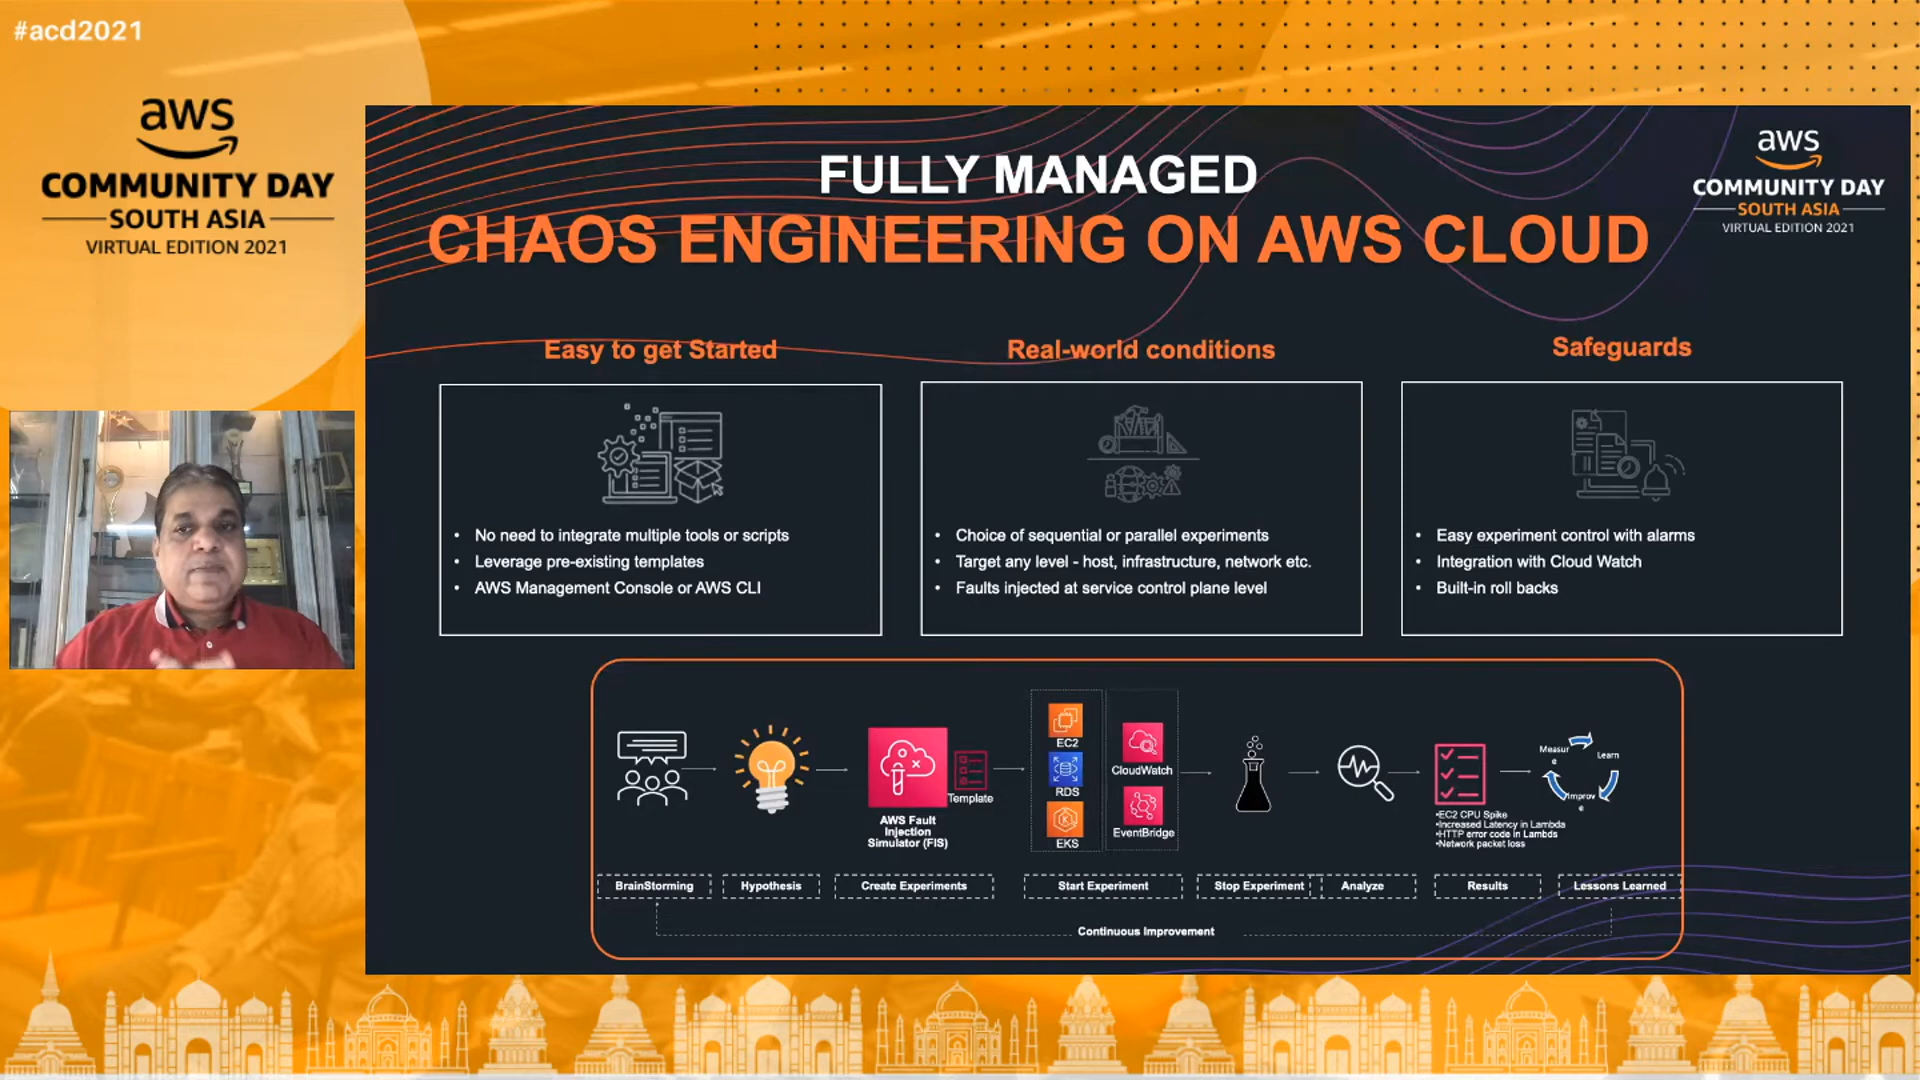 #acd2021
aws
COMMUNITY DAY
SOUTH ASIA
VIRTUAL EDITION 2021
FULLY MANAGED
CHAOS ENGINEERING ON AWS CLOUD
aws
COMMUNITY DAY
SOUTH ASIA
VIRTUAL EDITION 2021
Easy to get Started
• No need to integrate multiple tools or scripts
• Leverage pre-existing templates
• AWS Management Console or AWS CLI
Real-world conditions
• Choice of sequential or parallel experiments
• Target any level - host, infrastructure, network etc.
• Faults injected at service control plane level
Safeguards
• Easy experiment control with alarms
• Integration with Cloud Watch
• Built-in roll backs
Template
AWS Fault
Injection
Simulator (FIS)
EC2
RDS
EKS
CloudWatch
EventBridge
•EC2 CPU Spike
•Increased Latency in Lambda
•HTTP error code in Lambds
•Network packet loss
Measur
e
Learn
Improv
e
BrainStorming
Hypothesis
Create Experiments
Start Experiment
Stop Experiment
Analyze
Results
Lessons Learned
Continuous Improvement